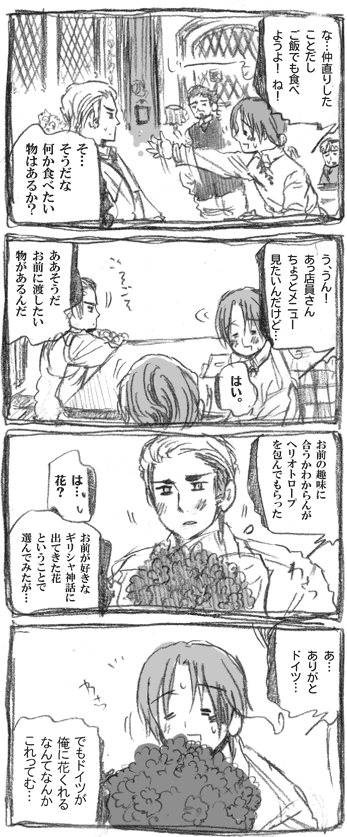 な…仲直りした
ことだし
ご飯でも食べ
ようよ！ね！
そ…
そうだな
何か食べたい
物はあるか？
う、うん！
あっ店員さん
ちょっとメニュー
見たいんだけど…
はい。
ああそうだ
お前に渡したい
物があるんだ
お前の趣味に
合うかわからんが
ヘリオトロープ
を包んでもらった
は…
花？
お前が好きな
ギリシャ神話に
出てきた花
ということで
選んでみたが…
あ…
ありがと
ドイツ…
でもドイツが
俺に花くれる
なんてなんか
これってむ…